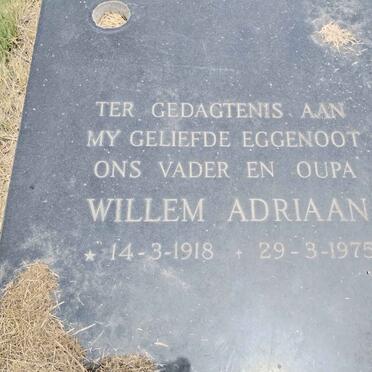 TER GEDAGTENIS AAN
MY GELIEFDE EGGENOOT
ONS VADER EN OUPA
WILLEM ADRIAAN
* 14-3-1918 + 29-3-1975